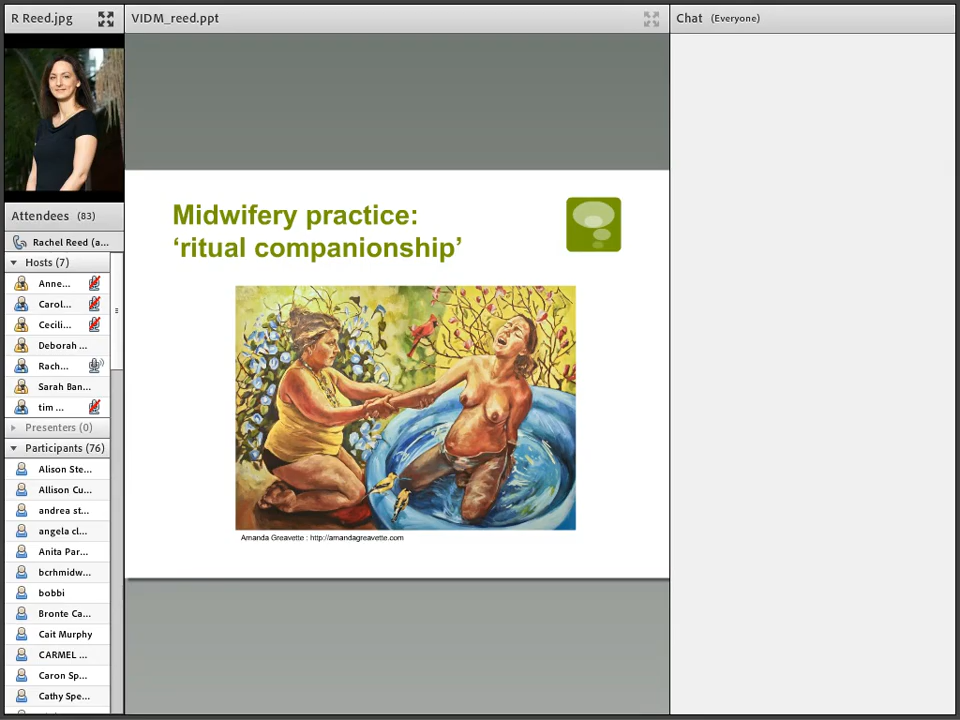 R Reed.jpg
VIDM_reed.ppt
Chat (Everyone)
Attendees (83)
Rachel Reed (a...
Hosts (7)
Anne...
Carol...
Cecili...
Deborah ...
Rach...
Sarah Ban...
tim ...
Presenters (0)
Participants (76)
Alison Ste...
Allison Cu...
andrea st...
angela cl...
Anita Par...
bcrhmidw...
bobbi
Bronte Ca...
Cait Murphy
CARMEL ...
Caron Sp...
Cathy Spe...
Midwifery practice:
‘ritual companionship’
Amanda Greavette : http://amandagreavette.com